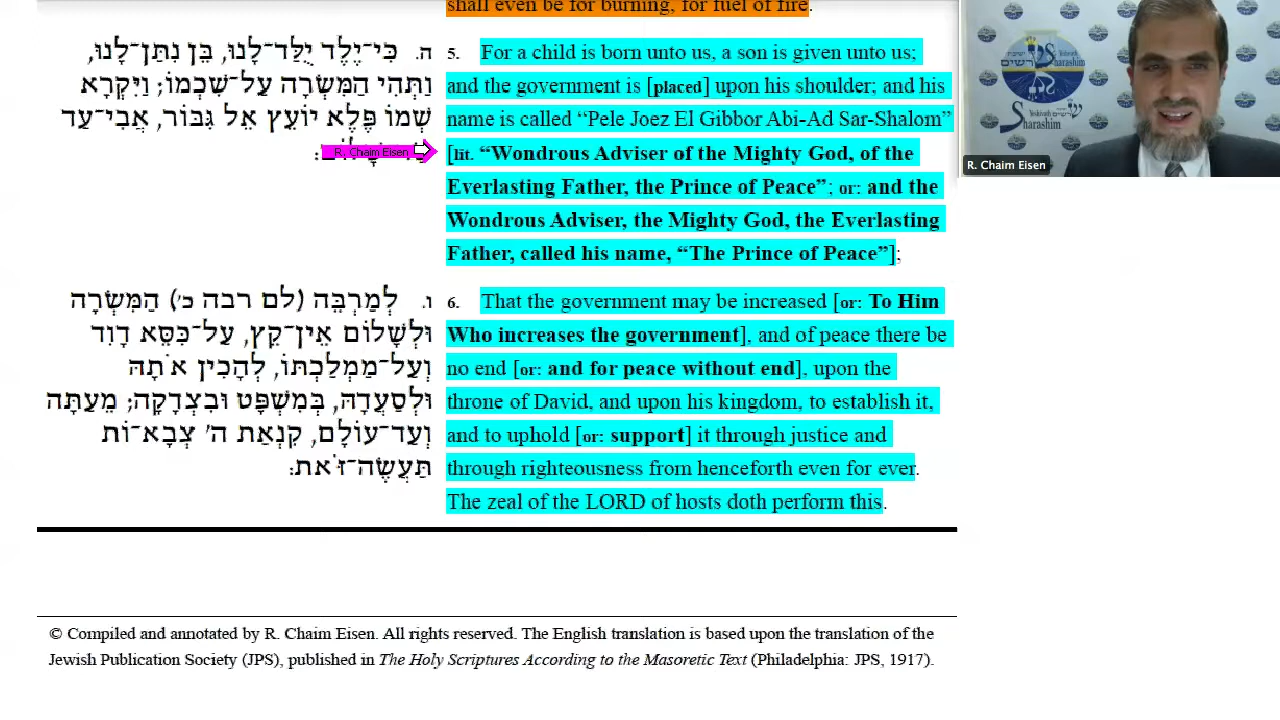 shall even be for burning, for fuel of fire.
ה. כִּי־יֶלֶד יֻלַּד־לָנוּ, בֵּן נִתַּן־לָנוּ,
וַתְּהִי הַמִּשְׂרָה עַל־שִׁכְמוֹ; וַיִּקְרָא
שְׁמוֹ פֶּלֶא יוֹעֵץ אֵל גִּבּוֹר, אֲבִי־עַד
R. Chaim Eisen
5. For a child is born unto us, a son is given unto us;
and the government is [placed] upon his shoulder; and his
name is called “Pele Joez El Gibbor Abi-Ad Sar-Shalom”
[lit. “Wondrous Adviser of the Mighty God, of the
Everlasting Father, the Prince of Peace”; or: and the
Wondrous Adviser, the Mighty God, the Everlasting
Father, called his name, “The Prince of Peace”];
ו. לְמַרְבֵּה (לם רבה כ׳) הַמִּשְׂרָה
וּלְשָׁלוֹם אֵין־קֵץ, עַל־כִּסֵּא דָוִד
וְעַל־מַמְלַכְתּוֹ, לְהָכִין אֹתָהּ
וּלְסַעֲדָהּ, בְּמִשְׁפָּט וּבִצְדָקָה; מֵעַתָּה
וְעַד־עוֹלָם, קִנְאַת ה׳ צְבָא־וֹת
תַּעֲשֶׂה־זֹּאת:
6. That the government may be increased [or: To Him
Who increases the government], and of peace there be
no end [or: and for peace without end], upon the
throne of David, and upon his kingdom, to establish it,
and to uphold [or: support] it through justice and
through righteousness from henceforth even for ever.
The zeal of the LORD of hosts doth perform this.
© Compiled and annotated by R. Chaim Eisen. All rights reserved. The English translation is based upon the translation of the
Jewish Publication Society (JPS), published in The Holy Scriptures According to the Masoretic Text (Philadelphia: JPS, 1917).
Yeshivath
Sharashim
R. Chaim Eisen